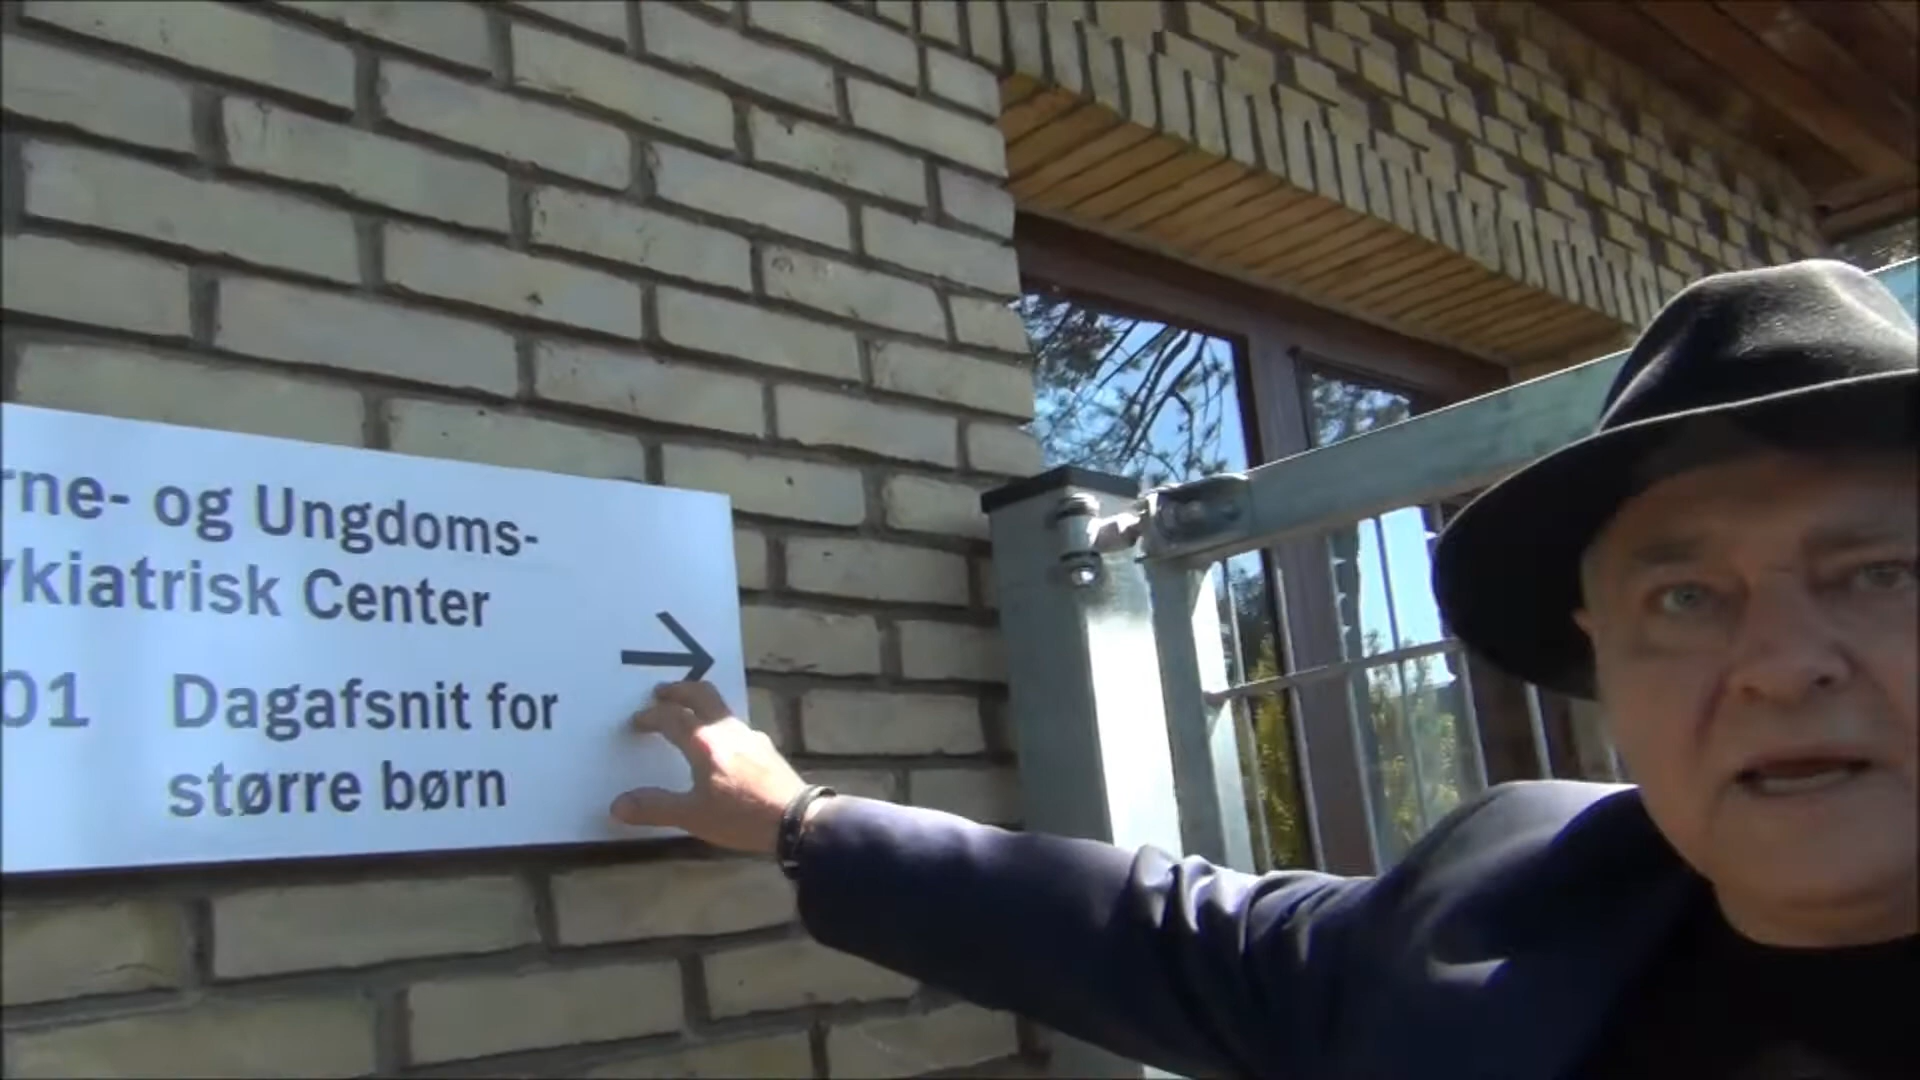 rne- og Ungdoms-
ykiatrisk Center
01 Dagafsnit for
større børn